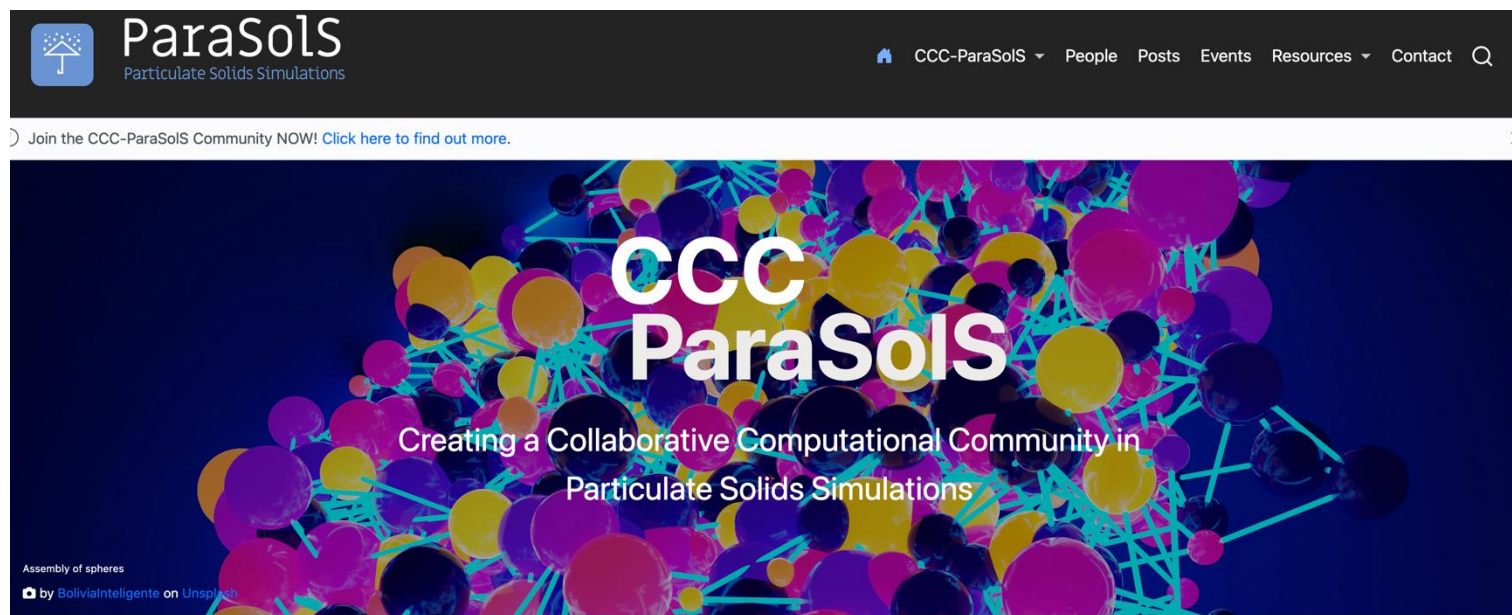 ParaSolS
Particulate Solids Simulations
CCC-ParaSolS People Posts Events Resources Contact
Join the CCC-ParaSolS Community NOW! Click here to find out more.
CCC
ParaSolS
Creating a Collaborative Computational Community in
Particulate Solids Simulations
Assembly of spheres
by BoliviaInteligente on Unsplash